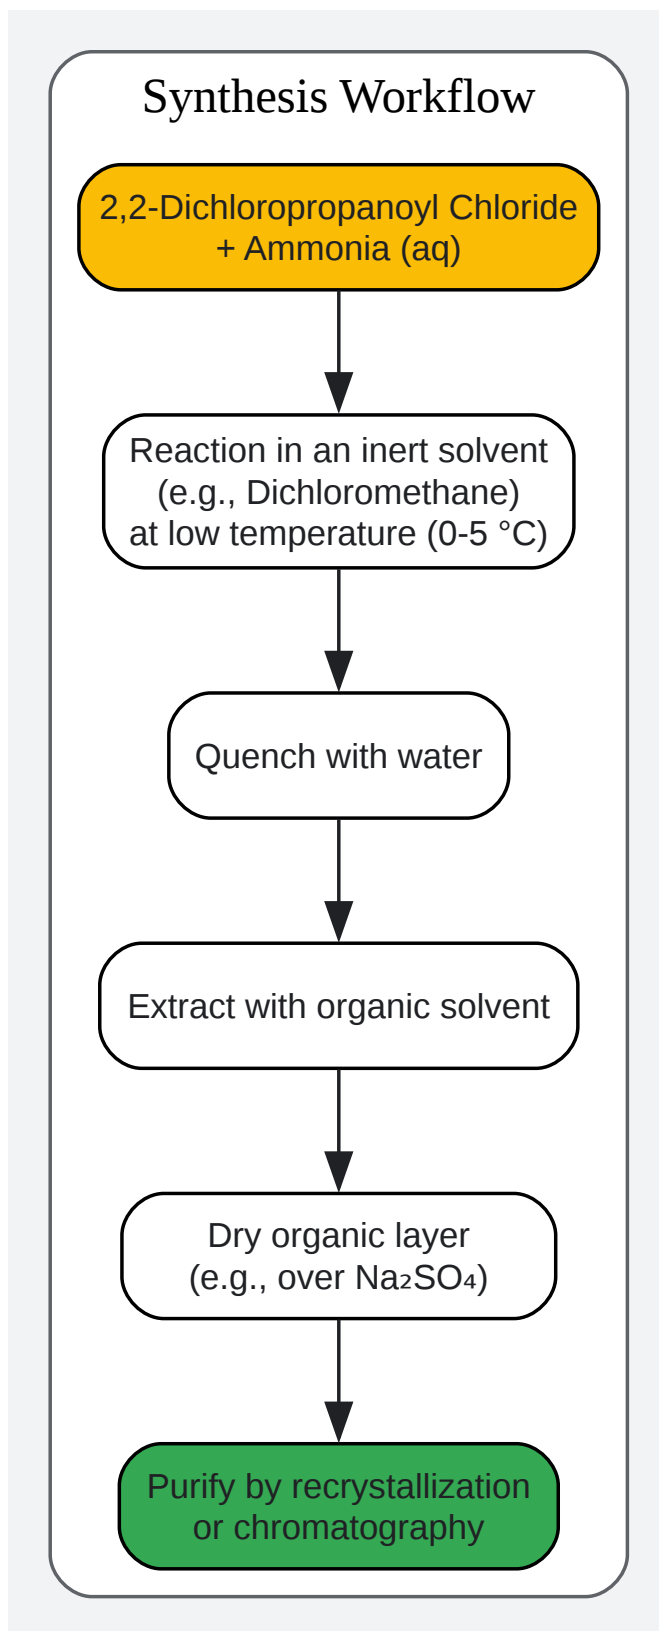 Synthesis Workflow
2,2-Dichloropropanoyl Chloride
+ Ammonia (aq)
Reaction in an inert solvent
(e.g., Dichloromethane)
at low temperature (0-5 °C)
Quench with water
Extract with organic solvent
Dry organic layer
(e.g., over Na₂SO₄)
Purify by recrystallization
or chromatography